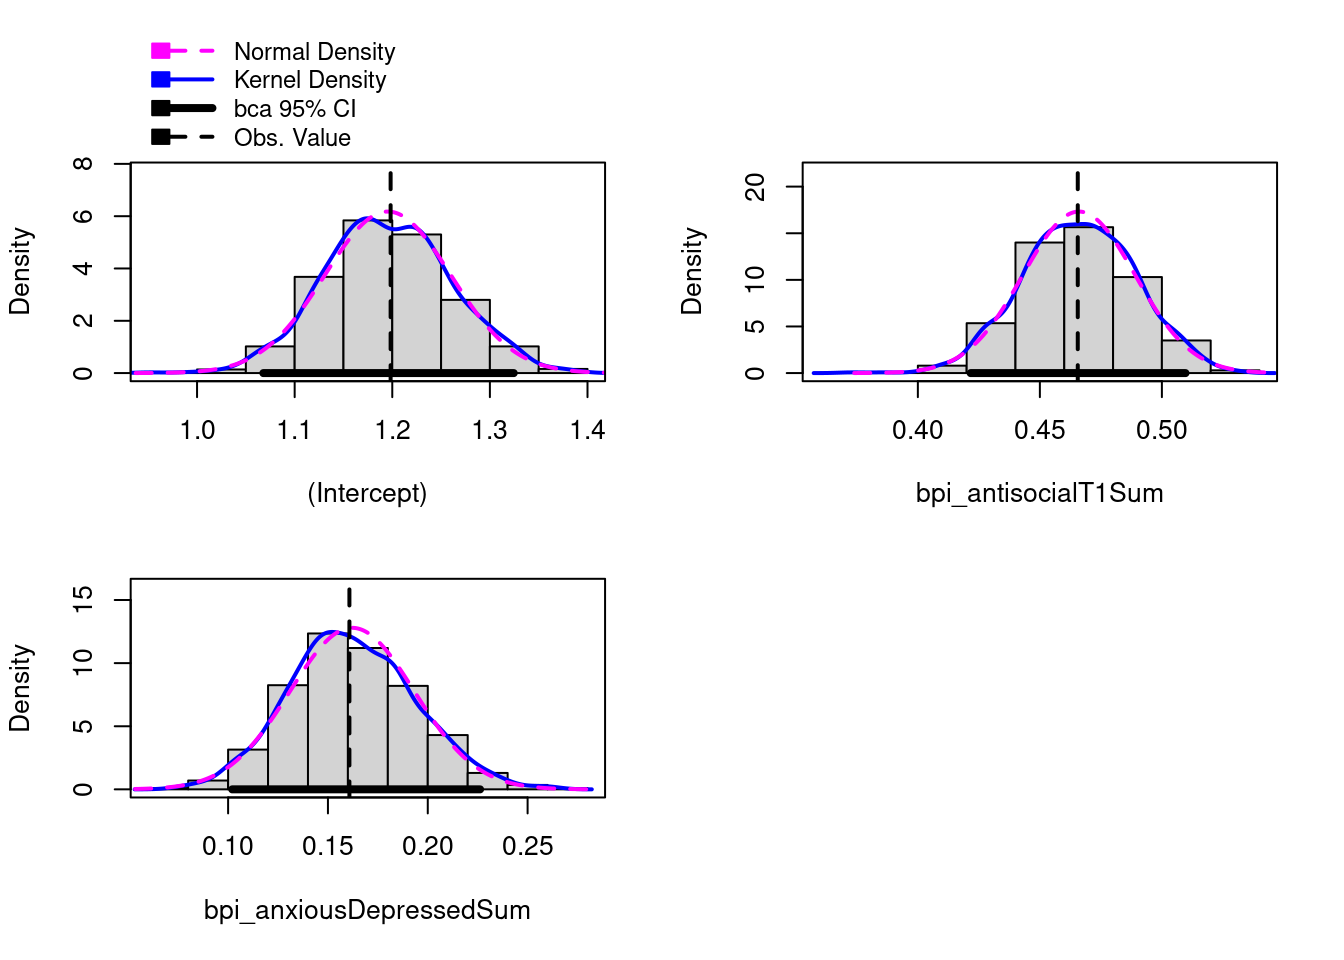 Normal Density
Kernel Density
bca 95% CI
Obs. Value
Density
0 2 4 6 8
1.0 1.1 1.2 1.3 1.4
(Intercept)
Density
0 5 10 20
0.40 0.45 0.50
bpi_antisocialT1Sum
Density
0 5 10 15
0.10 0.15 0.20 0.25
bpi_anxiousDepressedSum